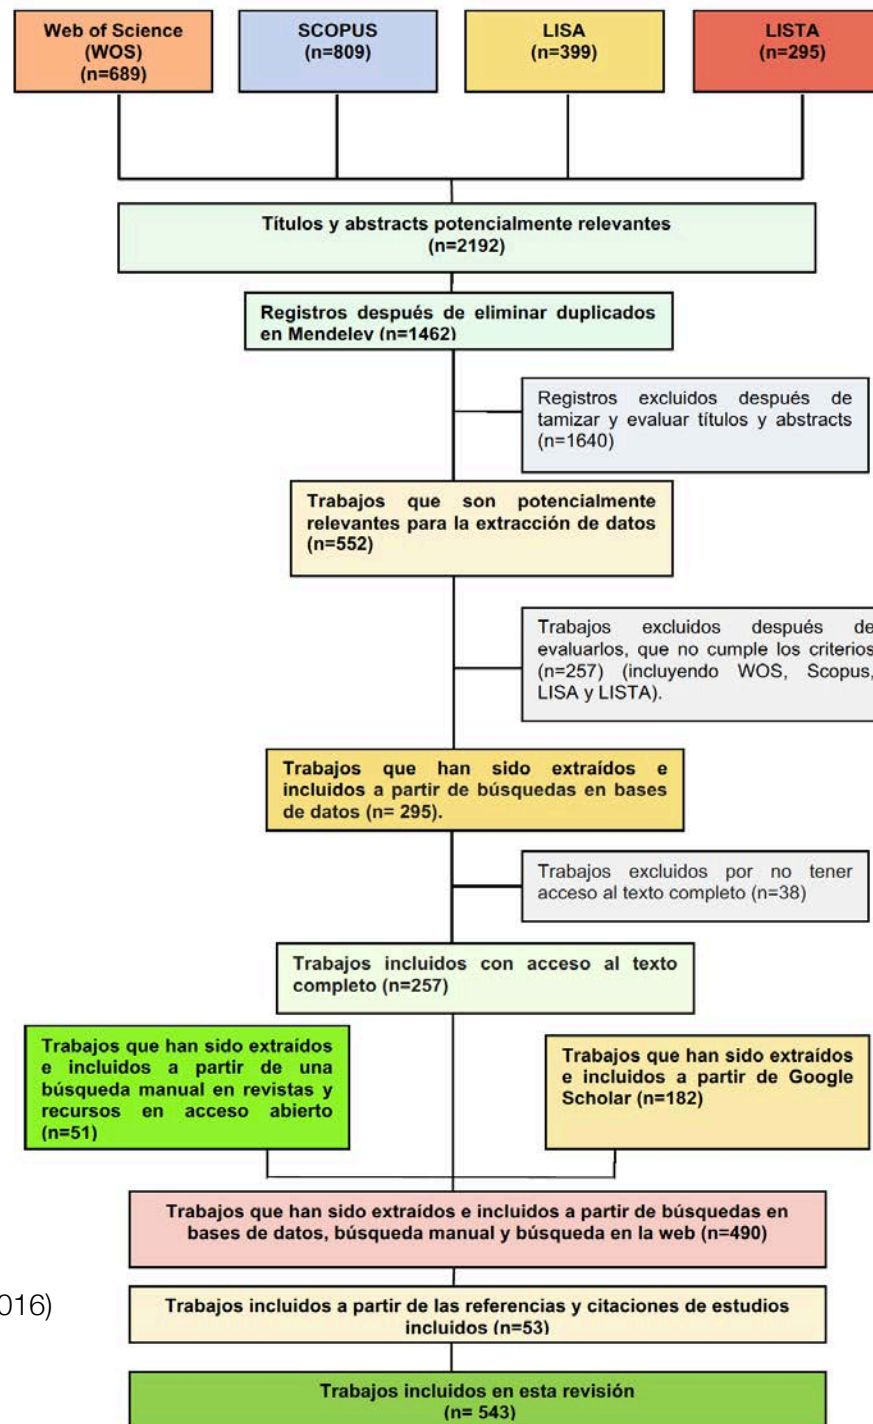 Web of Science
(WOS)
(n=689)
SCOPUS
(n=809)
LISA
(n=399)
LISTA
(n=295)
Títulos y abstracts potencialmente relevantes
(n=2192)
Registros después de eliminar duplicados
en Mendeley (n=1462)
Registros excluidos después de
tamizar y evaluar títulos y abstracts
(n=1640)
Trabajos que son potencialmente
relevantes para la extracción de datos
(n=552)
Trabajos excluidos después de
evaluarlos, que no cumple los criterios
(n=257) (incluyendo WOS, Scopus,
LISA y LISTA).
Trabajos que han sido extraídos e
incluidos a partir de búsquedas en bases
de datos (n= 295).
Trabajos excluidos por no tener
acceso al texto completo (n=38)
Trabajos incluidos con acceso al texto
completo (n=257)
Trabajos que han sido extraídos
e incluidos a partir de una
búsqueda manual en revistas y
recursos en acceso abierto
(n=51)
Trabajos que han sido extraídos
e incluidos a partir de Google
Scholar (n=182)
Trabajos que han sido extraídos e incluidos a partir de búsquedas en
bases de datos, búsqueda manual y búsqueda en la web (n=490)
016)
Trabajos incluidos a partir de las referencias y citaciones de estudios
incluidos (n=53)
Trabajos incluidos en esta revisión
(n= 543)